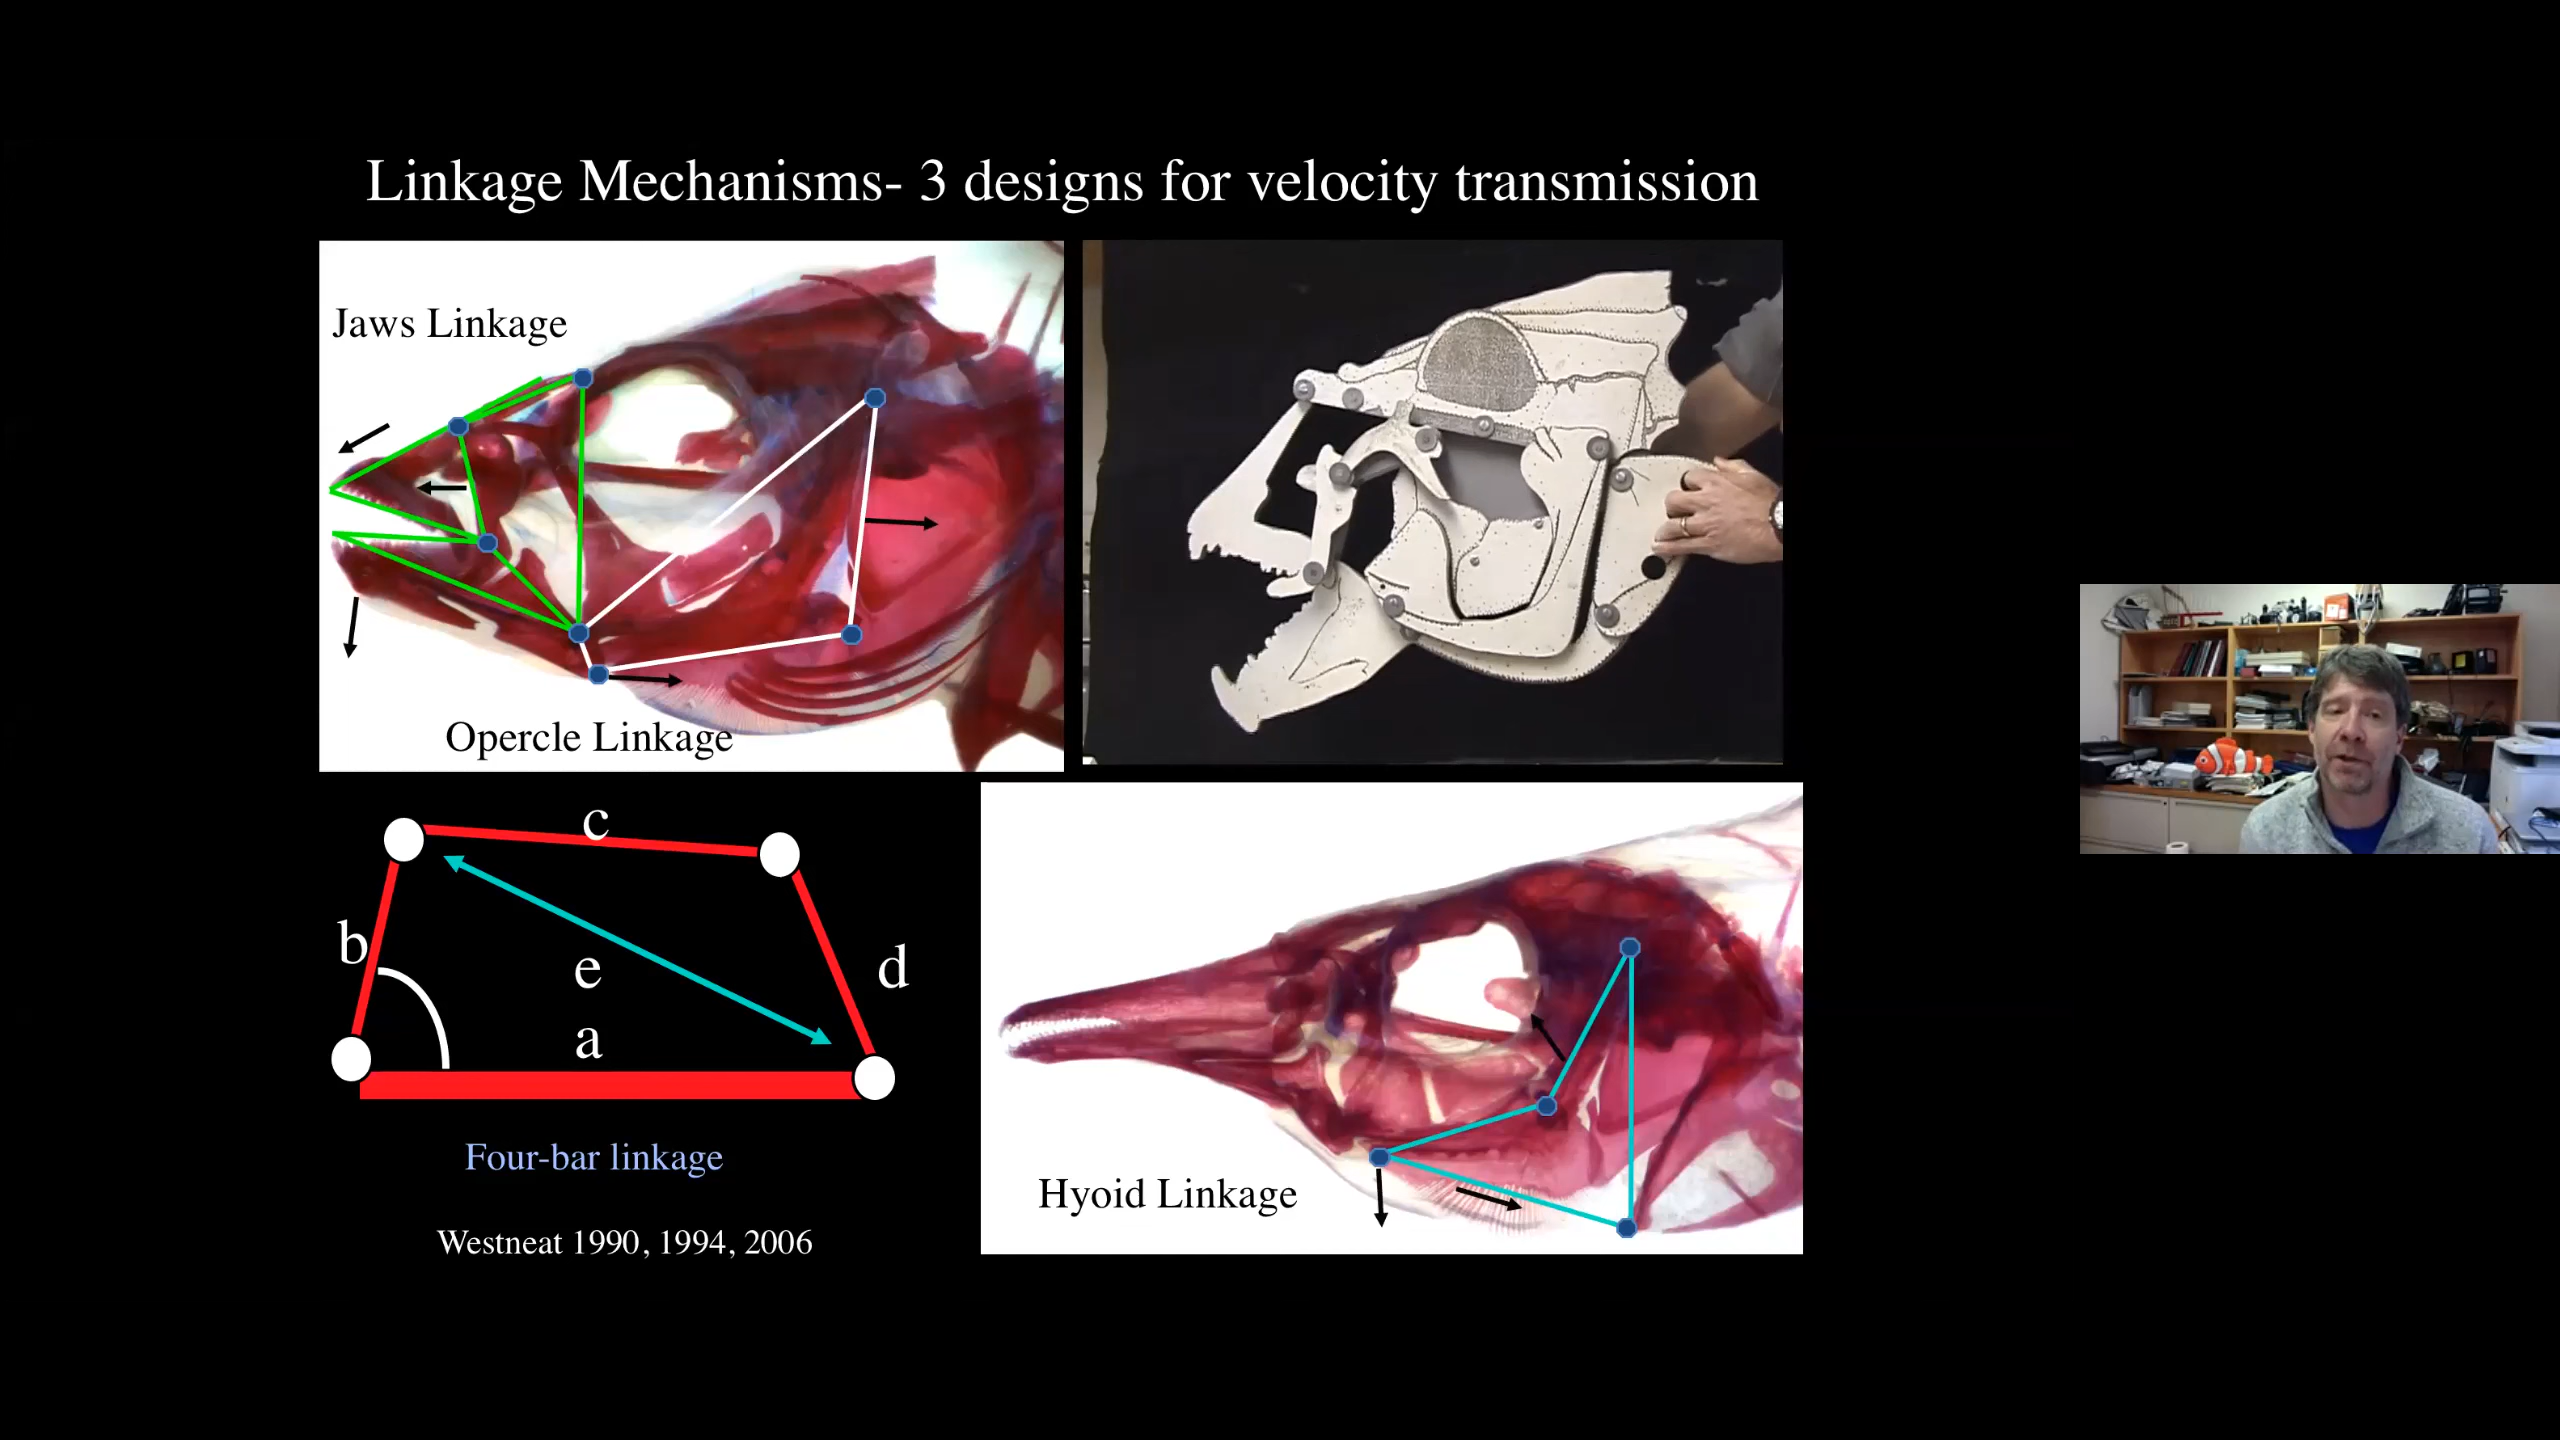 Linkage Mechanisms- 3 designs for velocity transmission
Jaws Linkage
Opercle Linkage
c
b
e
d
a
Four-bar linkage
Westneat 1990, 1994, 2006
Hyoid Linkage